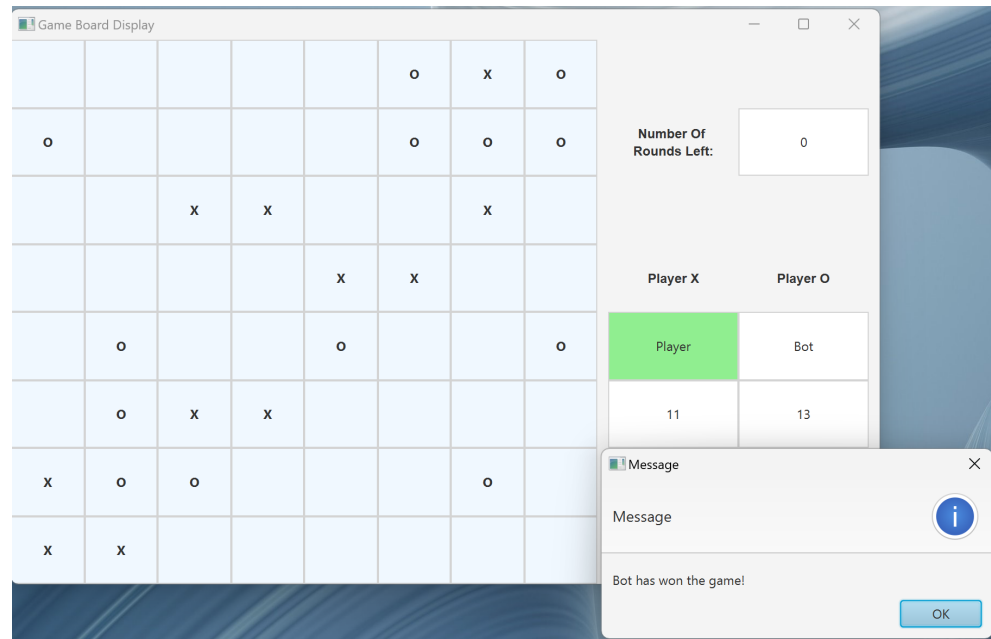 Game Board Display
O X O
O O O O
X X X
X X
O O O
O X X
X O O O
X X
Number Of
Rounds Left:
0
Player X Player O
Player Bot
11 13
Message
Message
i
Bot has won the game!
OK